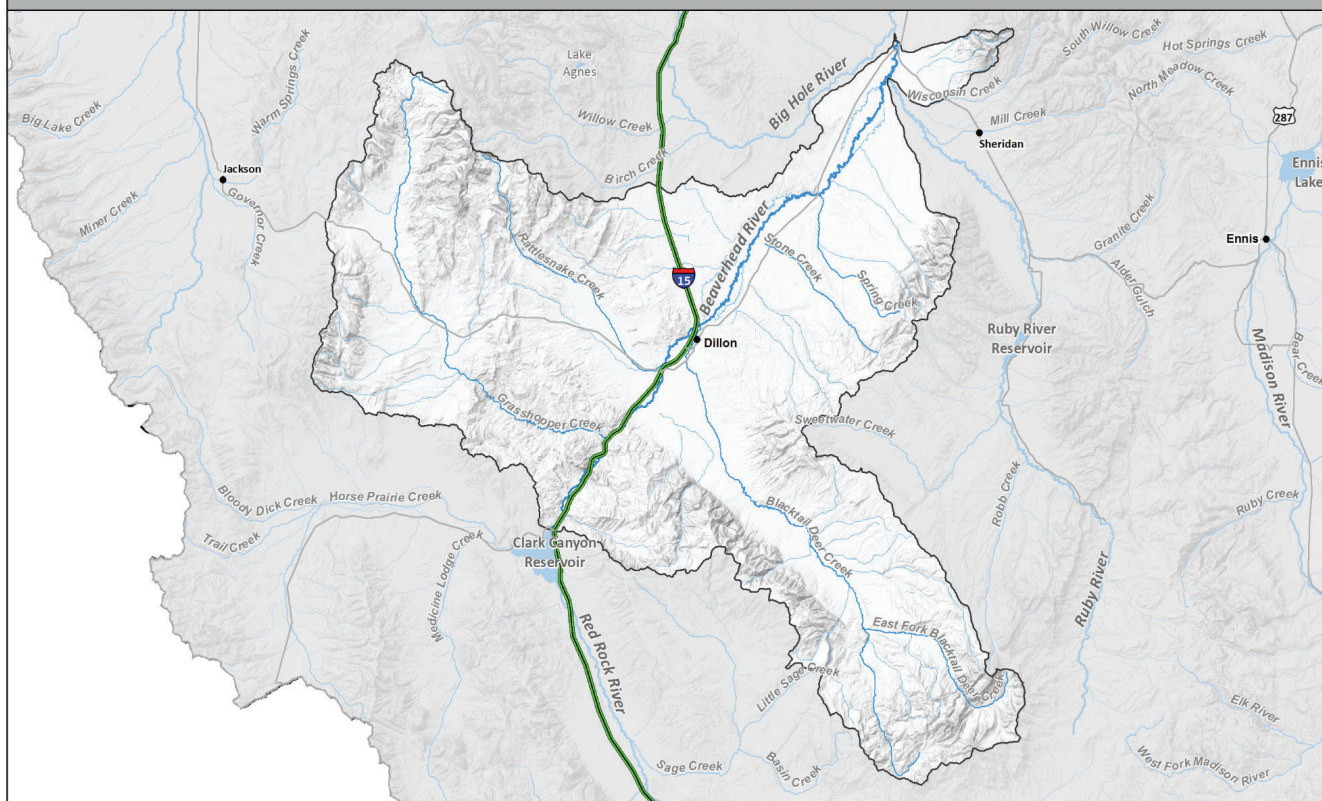 South Willow Creek
Hot Springs Creek
Lake
Agnes
Warm Springs Creek
Big Lake Creek
Big Hole River
North Meadow Creek
Wisconsin Creek
Willow Creek
Mill Creek
287
Sheridan
Birch Creek
Ennis
Lake
Jackson
Miner Creek
Governor Creek
Beaverhead River
Granite Creek
Rattlesnake Creek
Stone Creek
Ennis
15
Spring Creek
Alder Gulch
Ruby River
Reservoir
Dillon
Madison River
Bear Creek
Grasshopper Creek
Sweetwater Creek
Bloody Dick Creek
Horse Prairie Creek
Robb Creek
Ruby Creek
Blacktail Deer Creek
Trail Creek
Clark Canyon
Reservoir
Medicine Lodge Creek
Ruby River
Red Rock River
East Fork Blacktail Deer Creek
Little Sage Creek
Elk River
Sage Creek
Basin Creek
West Fork Madison River